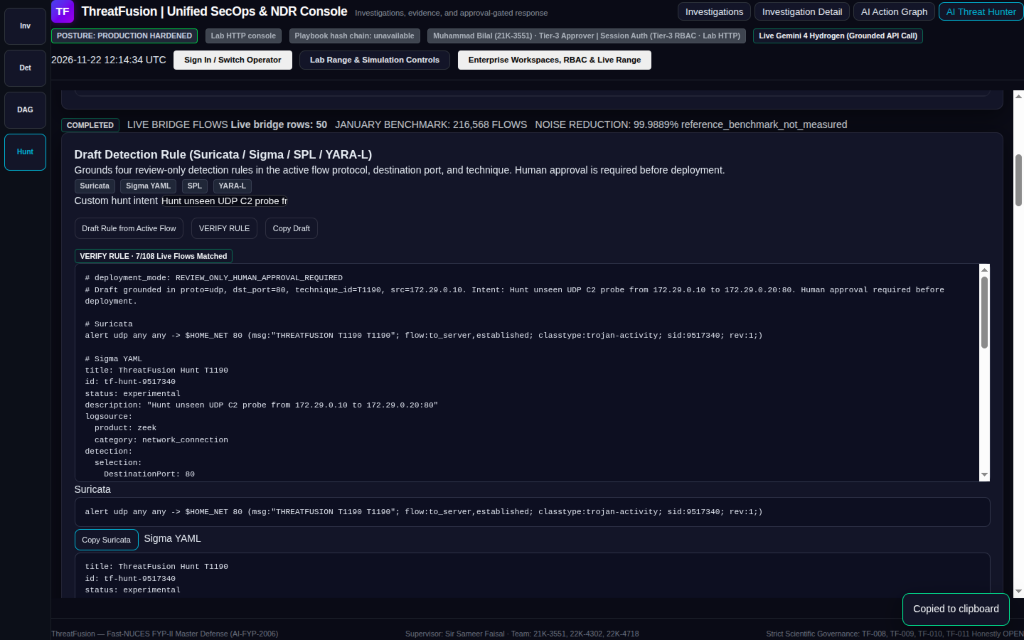 Inv
Det
DAG
Hunt
TF
ThreatFusion | Unified SecOps & NDR Console
Investigations, evidence, and approval-gated response
Investigations
Investigation Detail
AI Action Graph
AI Threat Hunter
POSTURE: PRODUCTION HARDENED
Lab HTTP console
Playbook hash chain: unavailable
Muhammad Bilal (21K-3551) · Tier-3 Approver | Session Auth (Tier-3 RBAC · Lab HTTP)
Live Gemini 4 Hydrogen (Grounded API Call)
2026-11-22 12:14:34 UTC
Sign In / Switch Operator
Lab Range & Simulation Controls
Enterprise Workspaces, RBAC & Live Range
COMPLETED LIVE BRIDGE FLOWS Live bridge rows: 50 JANUARY BENCHMARK: 216,568 FLOWS NOISE REDUCTION: 99.9889% reference_benchmark_not_measured
Draft Detection Rule (Suricata / Sigma / SPL / YARA-L)
Grounds four review-only detection rules in the active flow protocol, destination port, and technique. Human approval is required before deployment.
Suricata
Sigma YAML
SPL
YARA-L
Custom hunt intent Hunt unseen UDP C2 probe fr
Draft Rule from Active Flow
VERIFY RULE
Copy Draft
VERIFY RULE · 7/108 Live Flows Matched
# deployment_mode: REVIEW_ONLY_HUMAN_APPROVAL_REQUIRED
# Draft grounded in proto=udp, dst_port=80, technique_id=T1190, src=172.29.0.10. Intent: Hunt unseen UDP C2 probe from 172.29.0.10 to 172.29.0.20:80. Human approval required before
deployment.
# Suricata
alert udp any any -> $HOME_NET 80 (msg:"THREATFUSION T1190 T1190"; flow:to_server,established; classtype:trojan-activity; sid:9517340; rev:1;)
# Sigma YAML
title: ThreatFusion Hunt T1190
id: tf-hunt-9517340
status: experimental
description: "Hunt unseen UDP C2 probe from 172.29.0.10 to 172.29.0.20:80"
logsource:
product: zeek
category: network_connection
detection:
selection:
DestinationPort: 80
Suricata
alert udp any any -> $HOME_NET 80 (msg:"THREATFUSION T1190 T1190"; flow:to_server,established; classtype:trojan-activity; sid:9517340; rev:1;)
Copy Suricata
Sigma YAML
title: ThreatFusion Hunt T1190
id: tf-hunt-9517340
status: experimental
Copied to clipboard
ThreatFusion — Fast-NUCES FYP-II Master Defense (AI-FYP-2006)
Supervisor: Sir Sameer Faisal · Team: 21K-3551, 22K-4302, 22K-4718
Strict Scientific Governance: TF-008, TF-009, TF-010, TF-011 Honestly OPEN